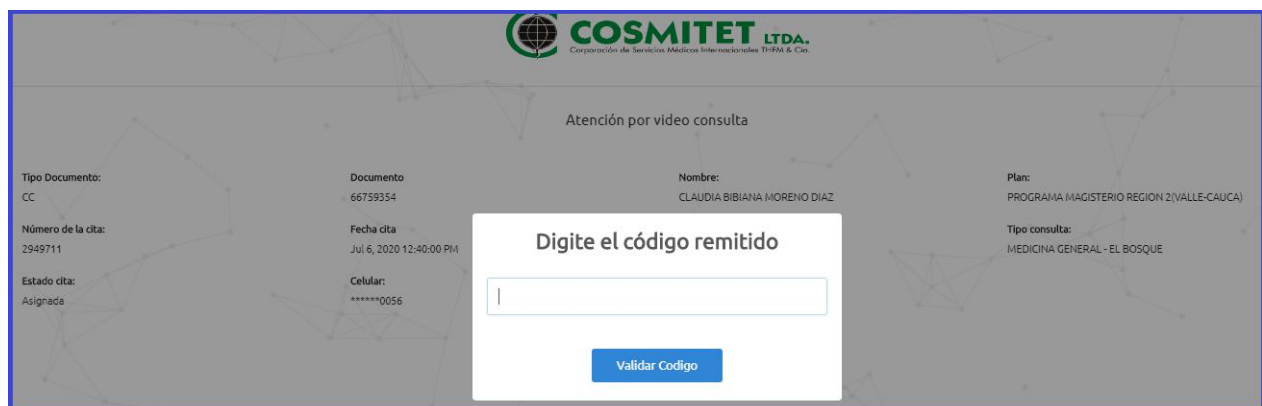 COSMITET LTDA.
Corporación de Servicios Médicos Internacionales THEM & Cia.
Atención por video consulta
Tipo Documento:
CC
Documento
66759354
Nombre:
CLAUDIA BIBIANA MORENO DIAZ
Plan:
PROGRAMA MAGISTERIO REGION 2(VALLE-CAUCA)
Número de la cita:
2949711
Fecha cita
Jul 6, 2020 12:40:00 PM
Tipo consulta:
MEDICINA GENERAL - EL BOSQUE
Estado cita:
Asignada
Celular:
******0056
Digite el código remitido
Validar Codigo